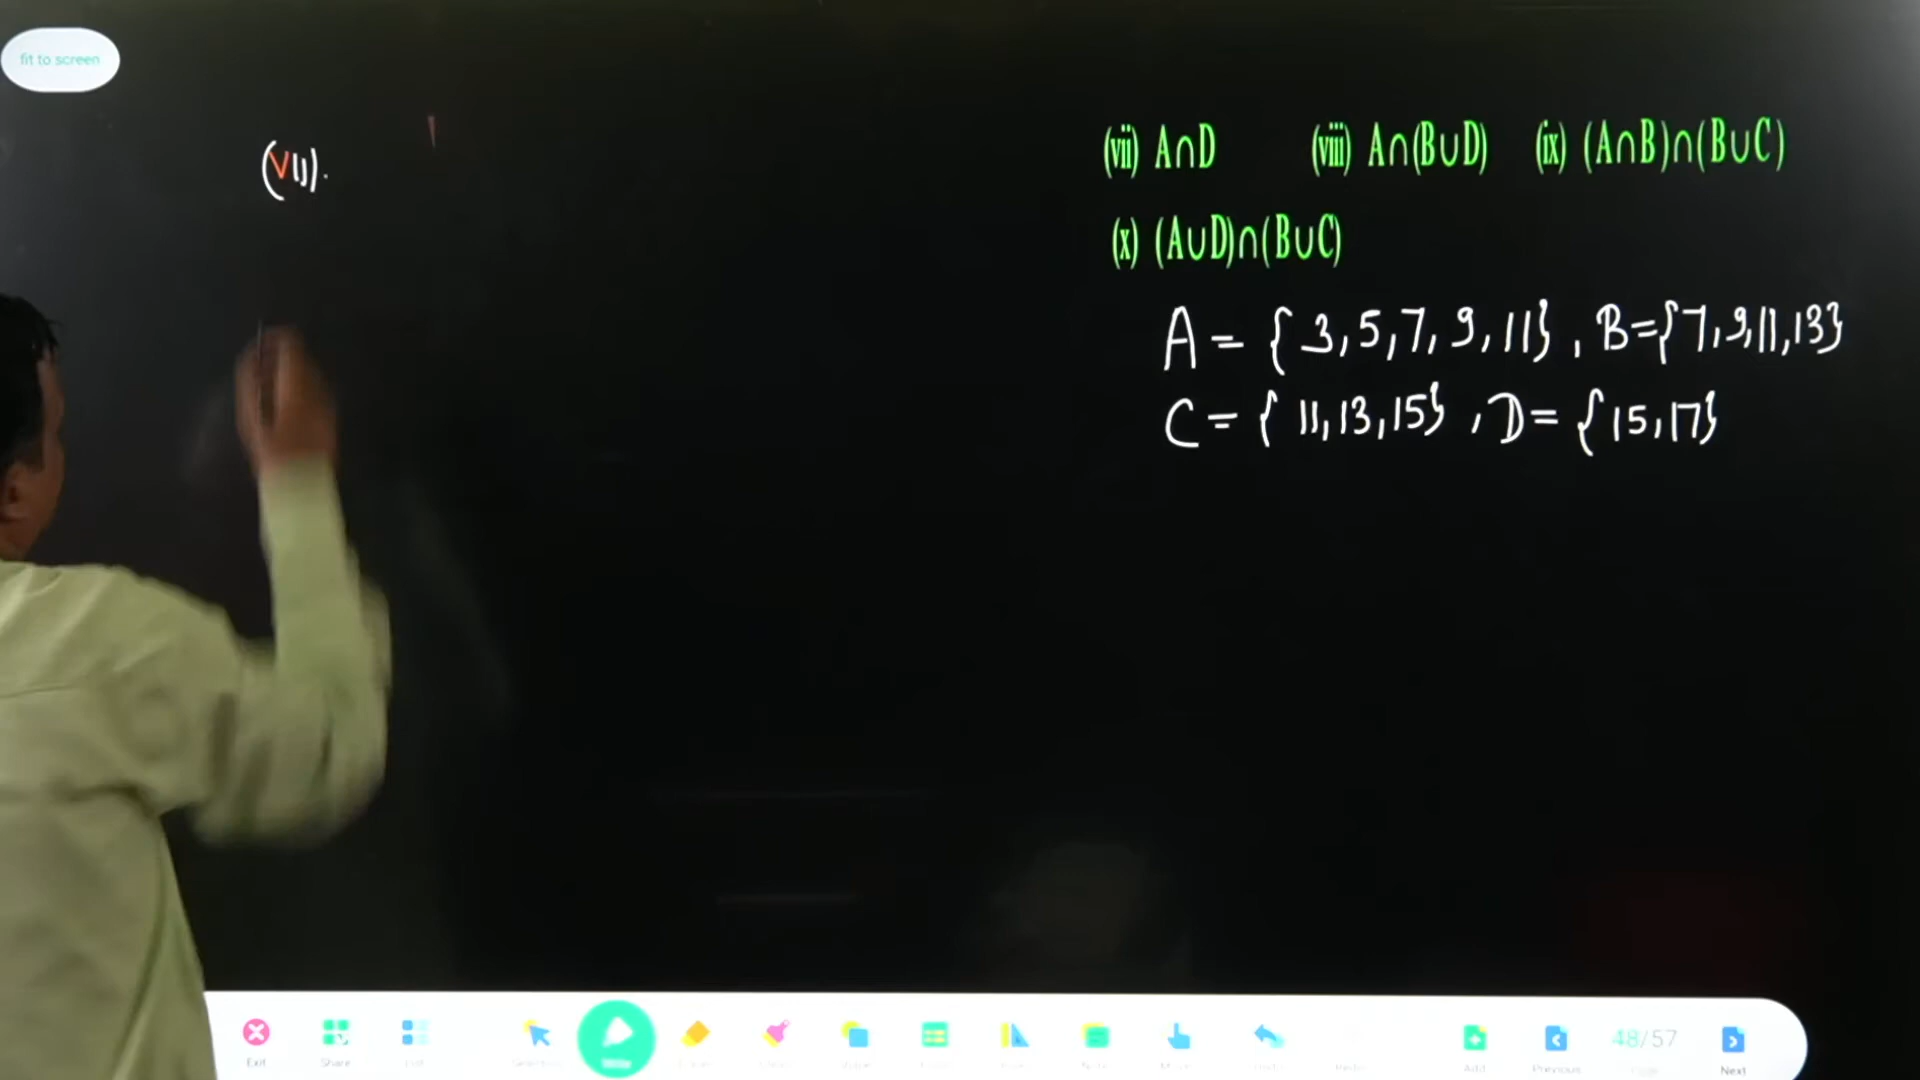 fit to screen
(vii).
(vii) A∩D (viii) A∩(B∪D) (ix) (A∩B)∩(B∪C)
(x) (A∪D)∩(B∪C)
A = { 3, 5, 7, 9, 11}, B={7,9,11,13}
C = { 11,13,15} , D= {15,17}
48/57
Exit Share List Add Previous Next